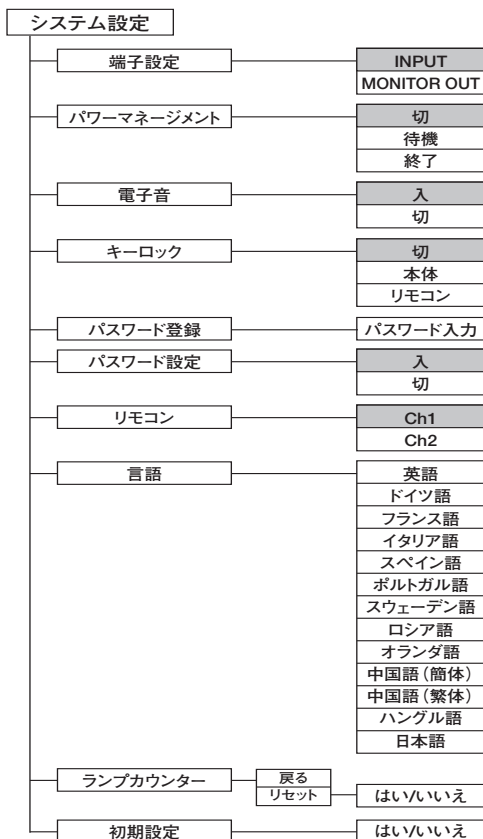 システム設定
端子設定
INPUT
MONITOR OUT
パワーマネージメント
切
待機
終了
電子音
入
切
キーロック
切
本体
リモコン
パスワード登録
パスワード入力
パスワード設定
入
切
リモコン
Ch1
Ch2
言語
英語
ドイツ語
フランス語
イタリア語
スペイン語
ポルトガル語
スウェーデン語
ロシア語
オランダ語
中国語（簡体）
中国語（繁体）
ハングル語
日本語
ランプカウンター
戻る
リセット
はい/いいえ
初期設定
はい/いいえ